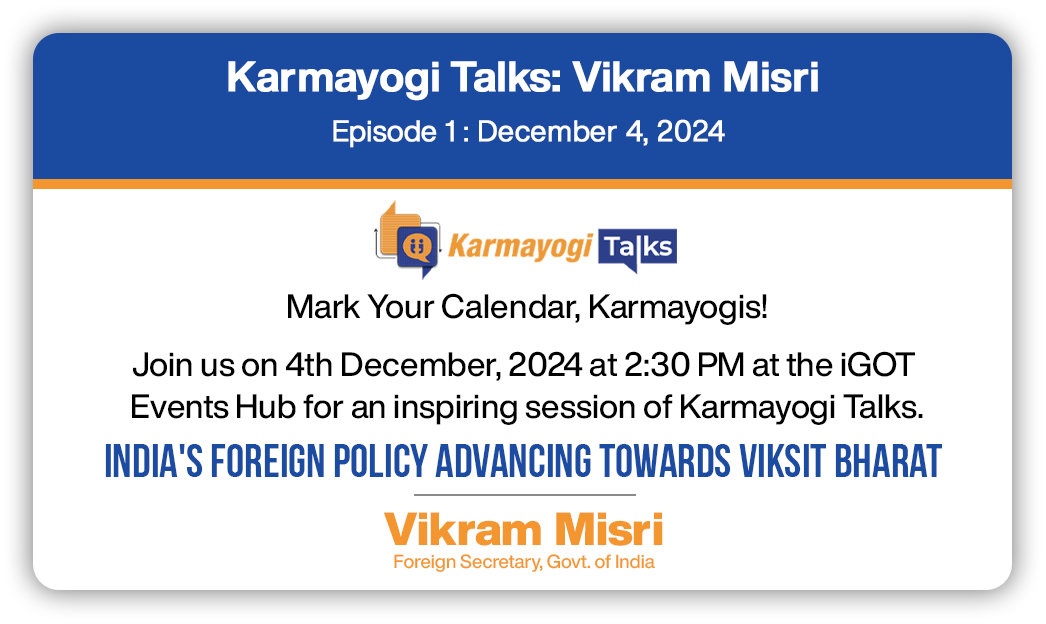 Karmayogi Talks: Vikram Misri
Episode 1 : December 4, 2024
Karmayogi Talks
Mark Your Calendar, Karmayogis!
Join us on 4th December, 2024 at 2:30 PM at the iGOT
Events Hub for an inspiring session of Karmayogi Talks.
INDIA'S FOREIGN POLICY ADVANCING TOWARDS VIKSIT BHARAT
Vikram Misri
Foreign Secretary, Govt. of India